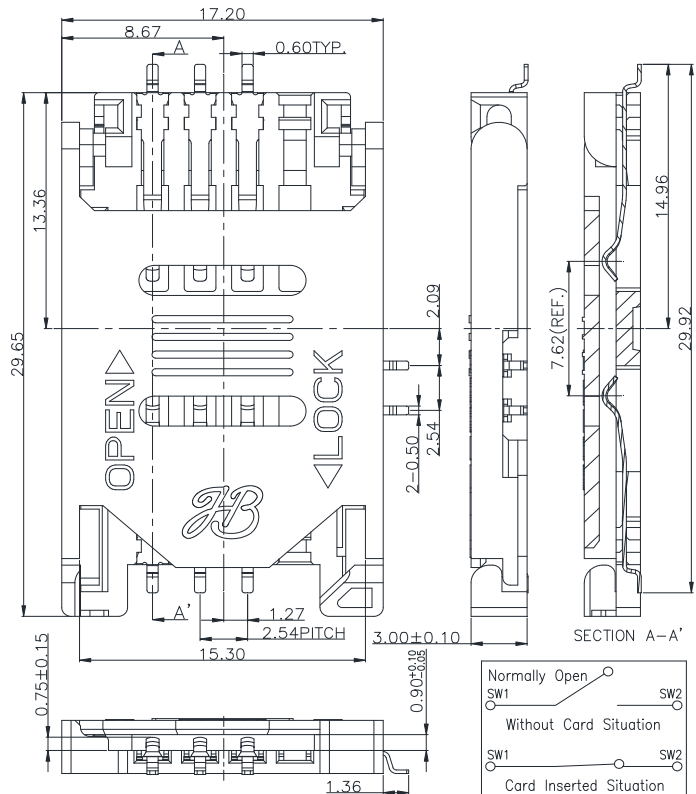 17.20
8.67
A
0.60TYP.
13.36
29.65
2.09
14.96
7.62(REF.)
29.92
OPEN
LOCK
2.54
2-0.50
HB
A'
1.27
2.54PITCH
3.00±0.10
SECTION A-A'
15.30
0.75±0.15
0.90+0.10 -0.05
Normally Open
SW1 SW2
Without Card Situation
SW1 SW2
Card Inserted Situation
1.36